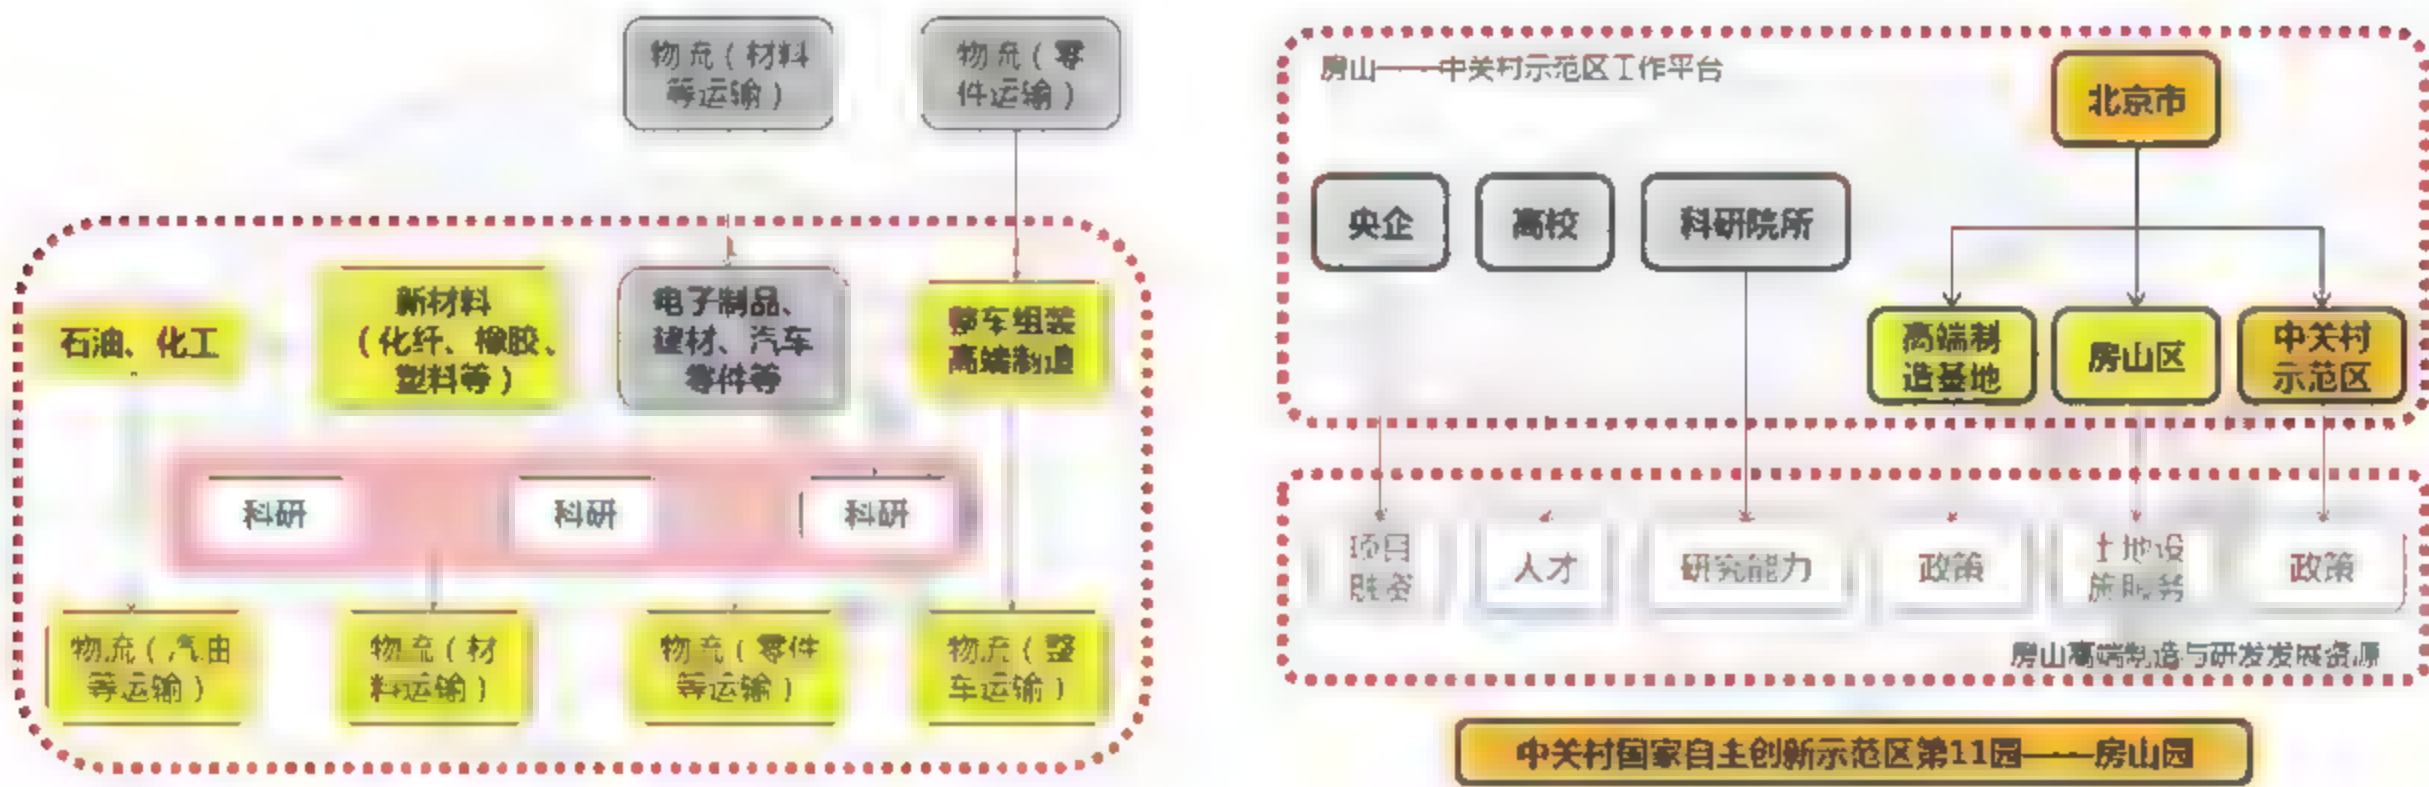 物流（材料
等运输）
物流（零
件运输）
石油、化工
新材料
（化纤、橡胶、
塑料等）
电子制品、
建材、汽车
零件等
整车组装
高端制造
科研
科研
科研
物流（汽油
等运输）
物流（材
料运输）
物流（零件
等运输）
物流（整
车运输）
房山——中关村示范区工作平台
北京市
央企
高校
科研院所
高端制
造基地
房山区
中关村
示范区
项目
融资
人才
研究能力
政策
土地设
施服务
政策
房山高端制造与研发发展资源
中关村国家自主创新示范区第11园——房山园